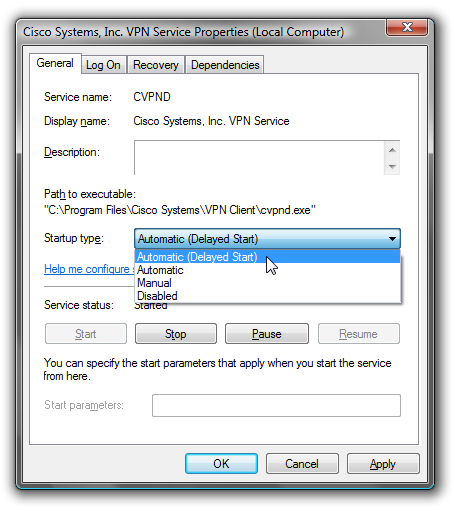 Cisco Systems, Inc. VPN Service Properties (Local Computer)
General Log On Recovery Dependencies
Service name: CVPND
Display name: Cisco Systems, Inc. VPN Service
Description:
Path to executable:
"C:\Program Files\Cisco Systems\VPN Client\cvpnd.exe"
Startup type: Automatic (Delayed Start)
Automatic (Delayed Start)
Help me configure
Automatic
Manual
Disabled
Service status: Started
Start Stop Pause Resume
You can specify the start parameters that apply when you start the service
from here.
Start parameters:
OK Cancel Apply